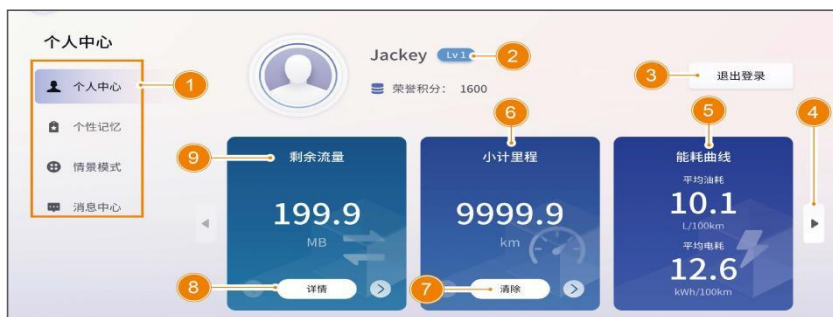 个人中心
个人中心
个性记忆
情景模式
消息中心
1
Jackey Lv1
2
荣誉积分： 1600
3
退出登录
4
9
剩余流量
199.9
MB
8
详情
6
小计里程
9999.9
km
7
清除
5
能耗曲线
平均油耗
10.1
L/100km
平均电耗
12.6
kWh/100km